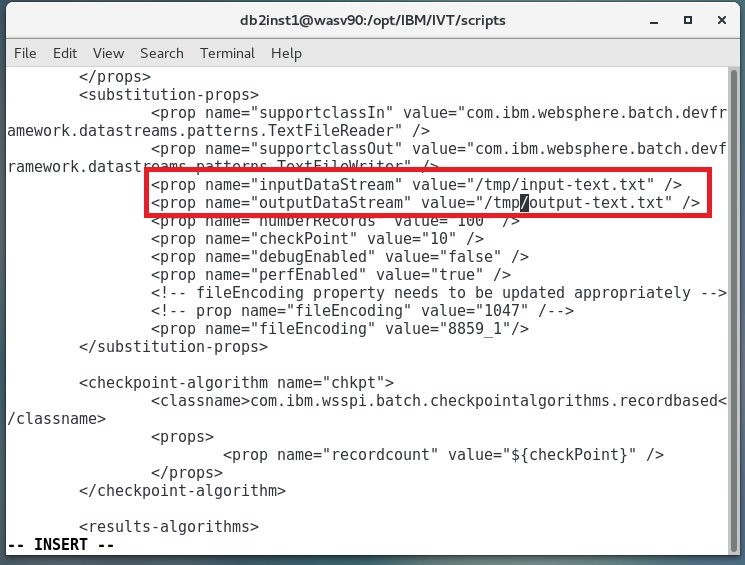 db2inst1@wasv90:/opt/IBM/IVT/scripts
File Edit View Search Terminal Help
</props>
<substitution-props>
<prop name="supportclassIn" value="com.ibm.websphere.batch.devfr
amework.datastreams.patterns.TextFileReader" />
<prop name="supportclassOut" value="com.ibm.websphere.batch.devf
ramework.datastreams.patterns.TextFileWriter" />
<prop name="inputDataStream" value="/tmp/input-text.txt" />
<prop name="outputDataStream" value="/tmp/output-text.txt" />
<prop name="numberRecords" value="100" />
<prop name="checkPoint" value="10" />
<prop name="debugEnabled" value="false" />
<prop name="perfEnabled" value="true" />
<!-- fileEncoding property needs to be updated appropriately -->
<!-- prop name="fileEncoding" value="1047" /-->
<prop name="fileEncoding" value="8859_1"/>
</substitution-props>
<checkpoint-algorithm name="chkpt">
<classname>com.ibm.wsspi.batch.checkpointalgorithms.recordbased<
/classname>
<props>
<prop name="recordcount" value="${checkPoint}" />
</props>
</checkpoint-algorithm>
<results-algorithms>
-- INSERT --